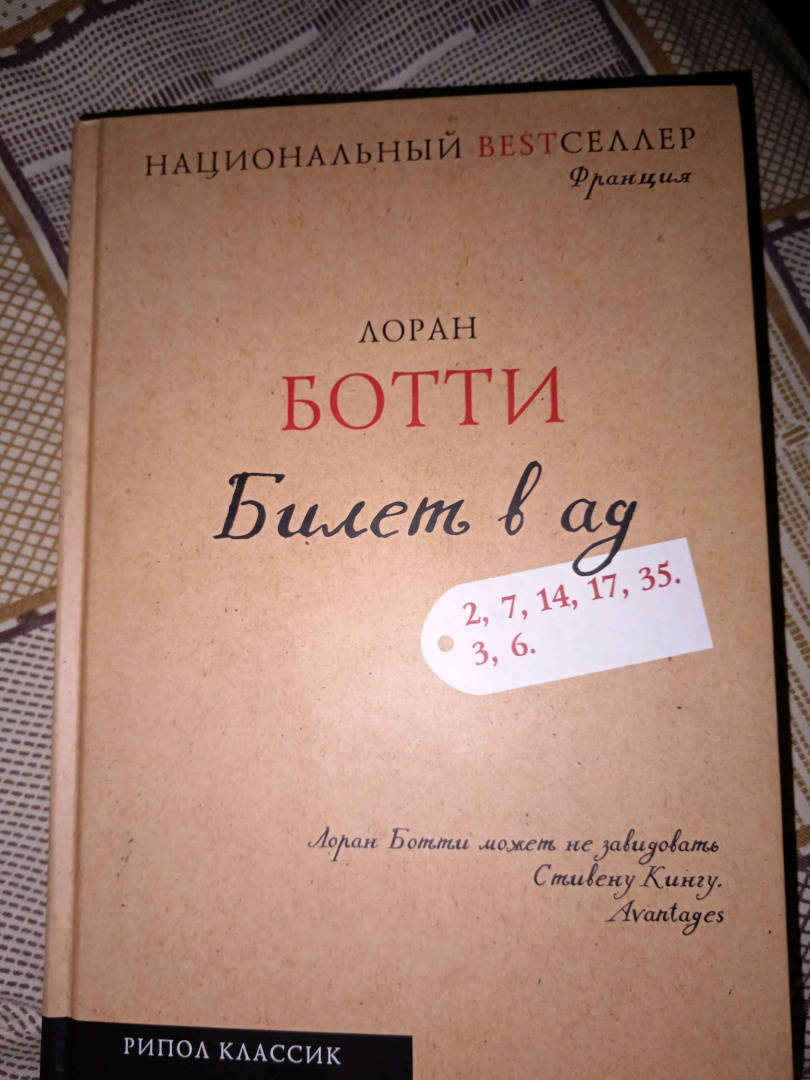 НАЦИОНАЛЬНЫЙ BESTСЕЛЛЕР
Франция
ЛОРАН
БОТТИ
Билет в ад
2, 7, 14, 17, 35.
3, 6.
Лоран Ботти может не завидовать
Стивену Кингу.
Avantages
РИПОЛ КЛАССИК